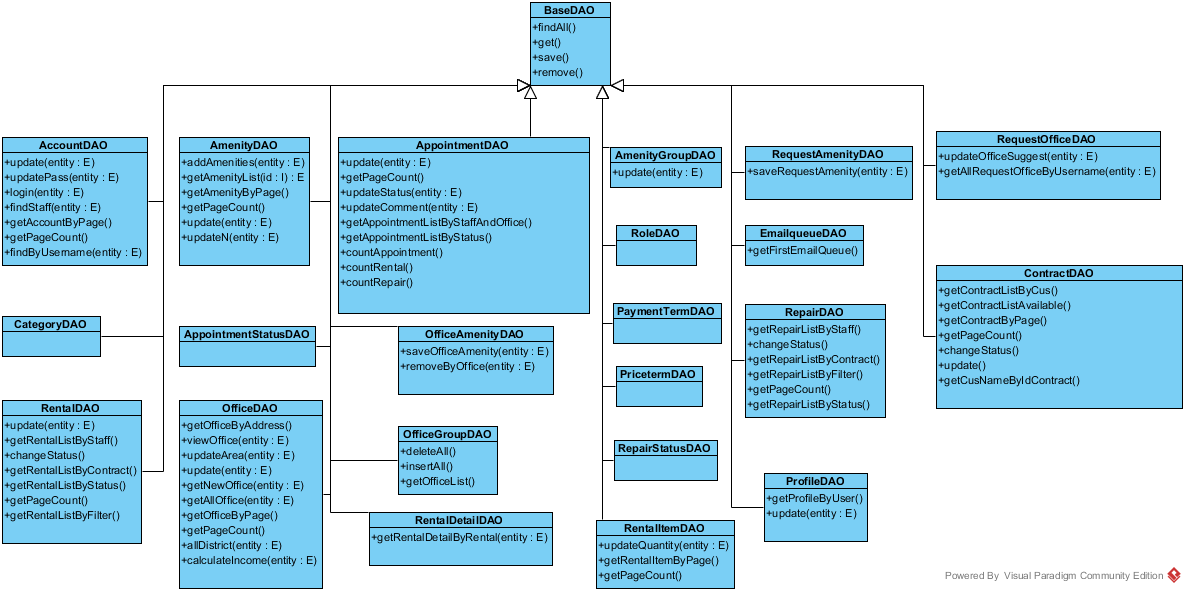 BaseDAO
+findAll()
+get()
+save()
+remove()
AccountDAO
+update(entity : E)
+updatePass(entity : E)
+login(entity : E)
+findStaff(entity : E)
+getAccountByPage()
+getPageCount()
+findByUsername(entity : E)
AmenityDAO
+addAmenities(entity : E)
+getAmenityList(id : I) : E
+getAmenityByPage()
+getPageCount()
+update(entity : E)
+updateN(entity : E)
AppointmentDAO
+update(entity : E)
+getPageCount()
+updateStatus(entity : E)
+updateComment(entity : E)
+getAppointmentListByStaffAndOffice()
+getAppointmentListByStatus()
+countAppointment()
+countRental()
+countRepair()
AmenityGroupDAO
+update(entity : E)
RequestAmenityDAO
+saveRequestAmenity(entity : E)
RequestOfficeDAO
+updateOfficeSuggest(entity : E)
+getAllRequestOfficeByUsername(entity : E)
RoleDAO
EmailqueueDAO
+getFirstEmailQueue()
ContractDAO
+getContractListByCus()
+getContractListAvailable()
+getContractByPage()
+getPageCount()
+changeStatus()
+update()
+getCusNameByIdContract()
CategoryDAO
AppointmentStatusDAO
OfficeAmenityDAO
+saveOfficeAmenity(entity : E)
+removeByOffice(entity : E)
PaymentTermDAO
RepairDAO
+getRepairListByStaff()
+changeStatus()
+getRepairListByContract()
+getRepairListByFilter()
+getPageCount()
+getRepairListByStatus()
PricetermDAO
RentalDAO
+update(entity : E)
+getRentalListByStaff()
+changeStatus()
+getRentalListByContract()
+getRentalListByStatus()
+getPageCount()
+getRentalListByFilter()
OfficeDAO
+getOfficeByAddress()
+viewOffice(entity : E)
+updateArea(entity : E)
+update(entity : E)
+getNewOffice(entity : E)
+getAllOffice(entity : E)
+getOfficeByPage()
+getPageCount()
+allDistrict(entity : E)
+calculateIncome(entity : E)
OfficeGroupDAO
+deleteAll()
+insertAll()
+getOfficeList()
RepairStatusDAO
ProfileDAO
+getProfileByUser()
+update(entity : E)
RentalDetailDAO
+getRentalDetailByRental(entity : E)
RentalItemDAO
+updateQuantity(entity : E)
+getRentalItemByPage()
+getPageCount()
Powered By Visual Paradigm Community Edition